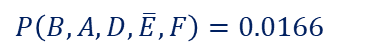 P(B, A, D, E̅, F) = 0.0166